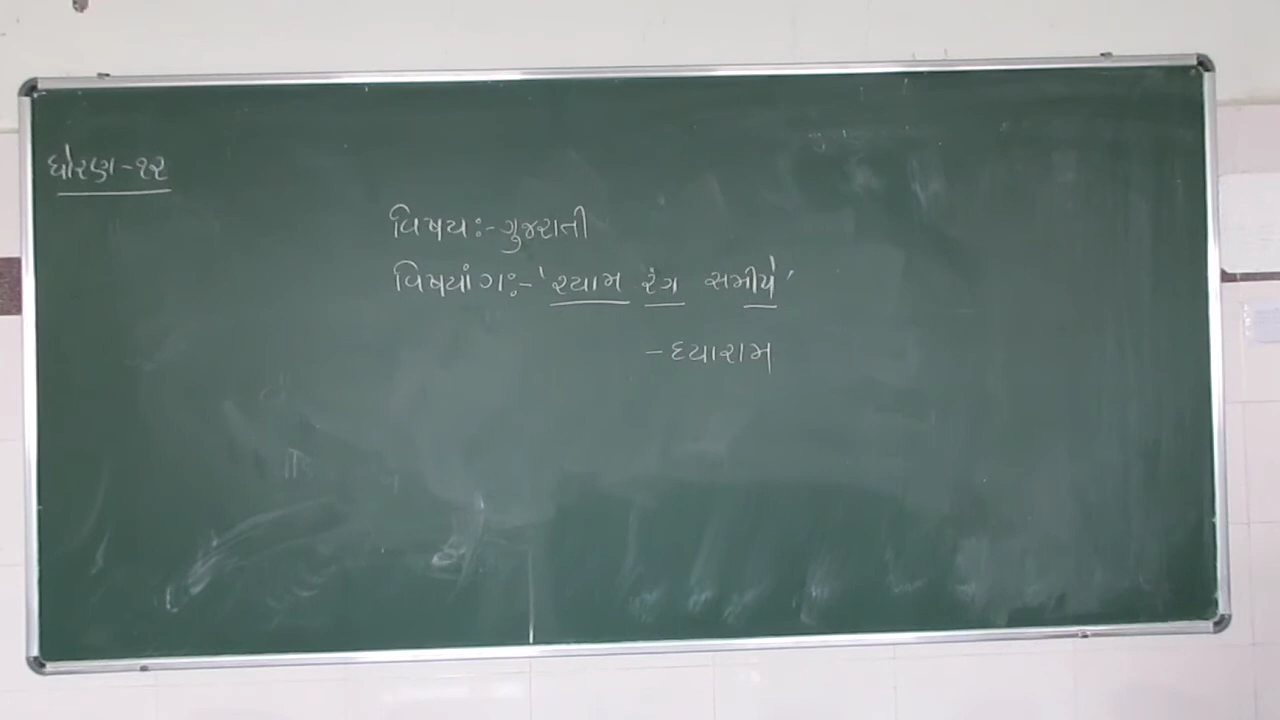 ધોરણ-૧૨
વિષય:-ગુજરાતી
વિષયાંગ:-'શ્યામ રંગ સમીપે'
-દયારામ